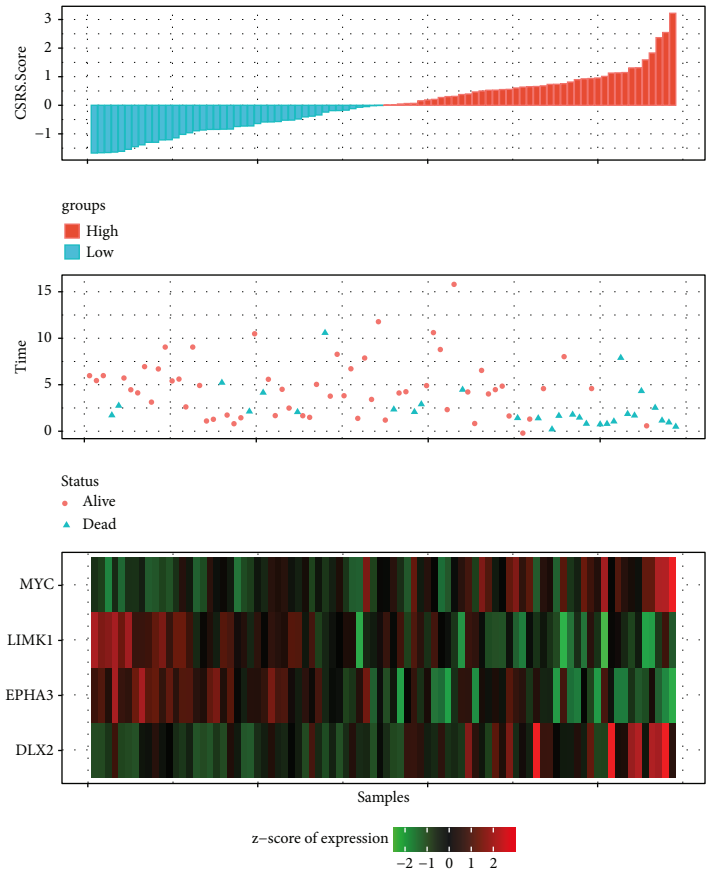 CSRS.Score
3
2
1
0
−1
groups
High
Low
Time
15
10
5
0
Status
Alive
Dead
MYC
LIMK1
EPHA3
DLX2
Samples
z−score of expression
−2 −1 0 1 2